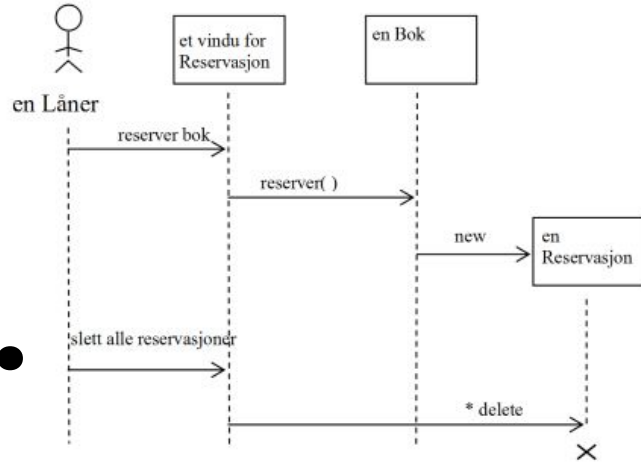 et vindu for
Reservasjon
en Bok
en Låner
reserver bok
reserver( )
new
en
Reservasjon
slett alle reservasjoner
* delete